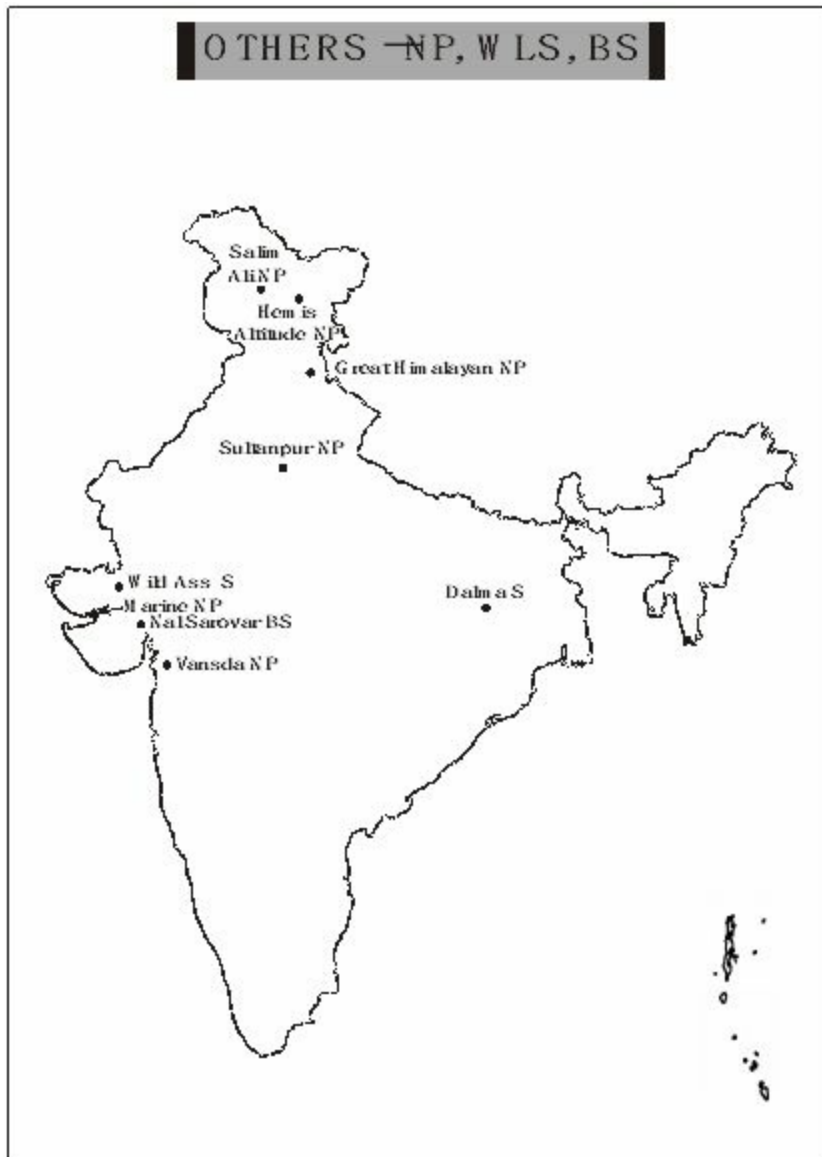 OTHERS – NP, WLS, BS
Salim
Ali NP
Hemis
Altitude NP
Great Himalayan NP
Sultanpur NP
Wild Ass S
Marine NP
Nal Sarovar BS
Vansda NP
Dalma S